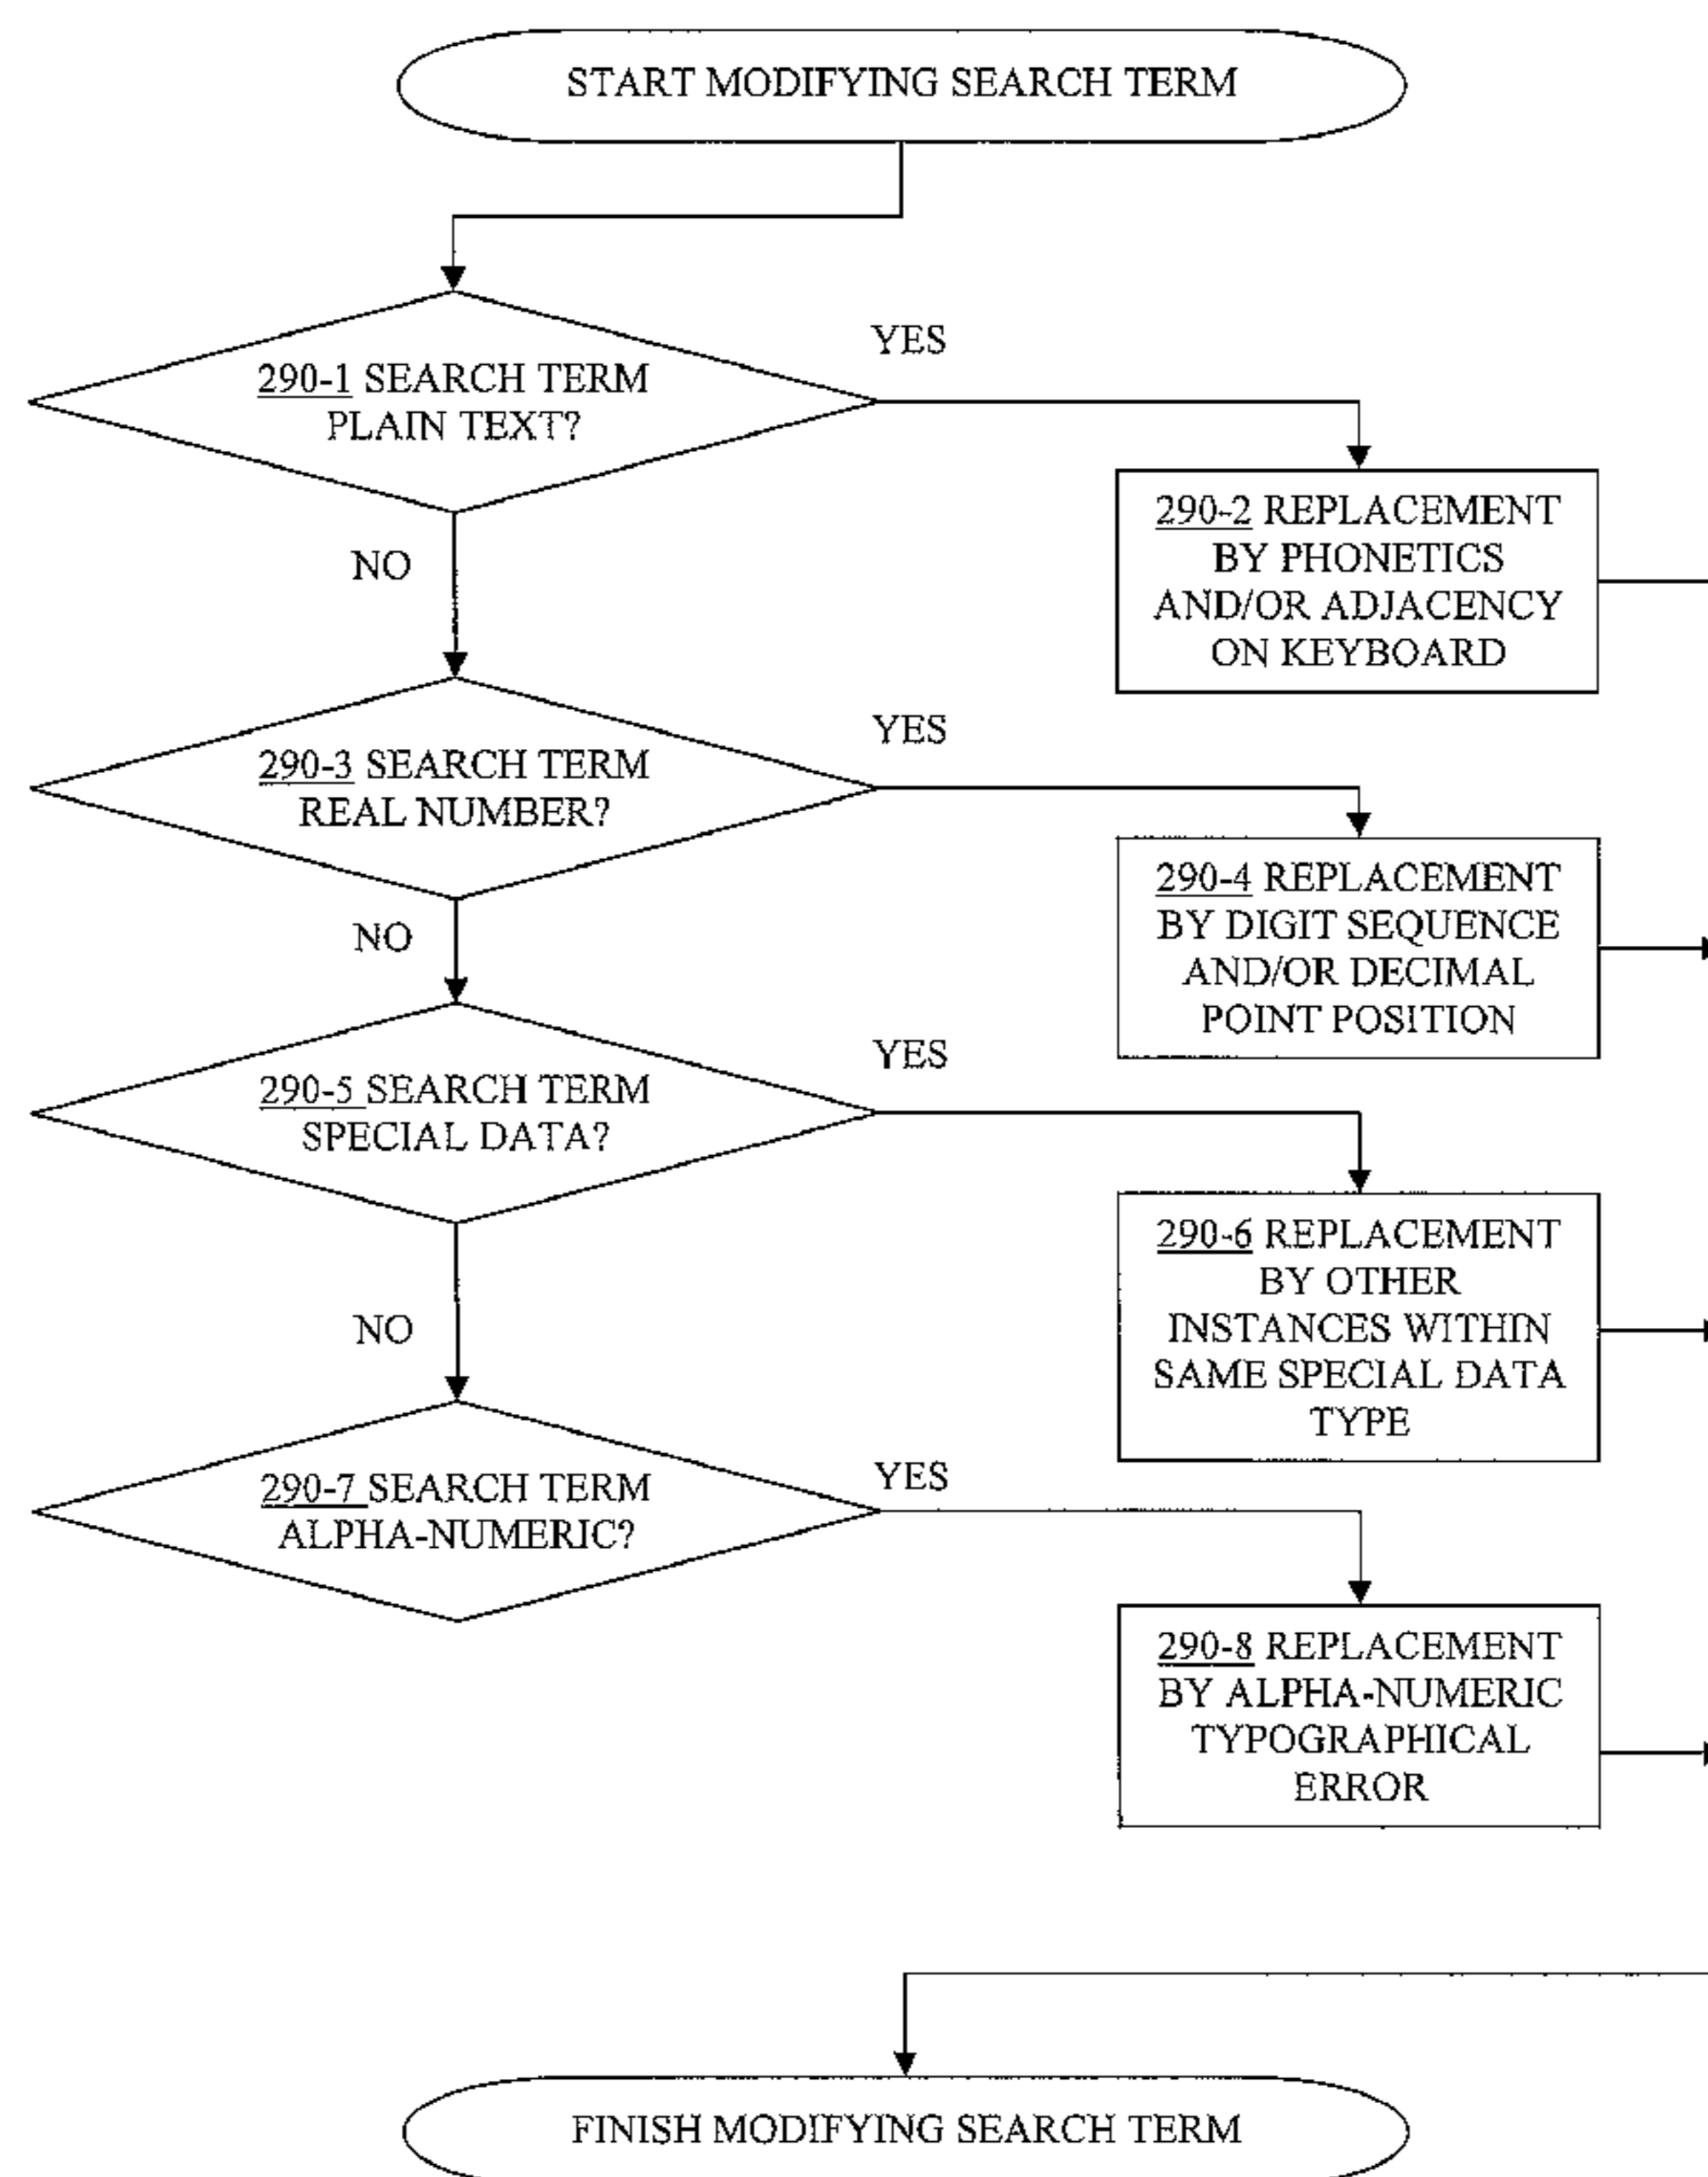 START MODIFYING SEARCH TERM
290-1 SEARCH TERM
PLAIN TEXT?
YES
NO
290-2 REPLACEMENT
BY PHONETICS
AND/OR ADJACENCY
ON KEYBOARD
290-3 SEARCH TERM
REAL NUMBER?
YES
NO
290-4 REPLACEMENT
BY DIGIT SEQUENCE
AND/OR DECIMAL
POINT POSITION
290-5 SEARCH TERM
SPECIAL DATA?
YES
NO
290-6 REPLACEMENT
BY OTHER
INSTANCES WITHIN
SAME SPECIAL DATA
TYPE
290-7 SEARCH TERM
ALPHA-NUMERIC?
YES
290-8 REPLACEMENT
BY ALPHA-NUMERIC
TYPOGRAPHICAL
ERROR
FINISH MODIFYING SEARCH TERM